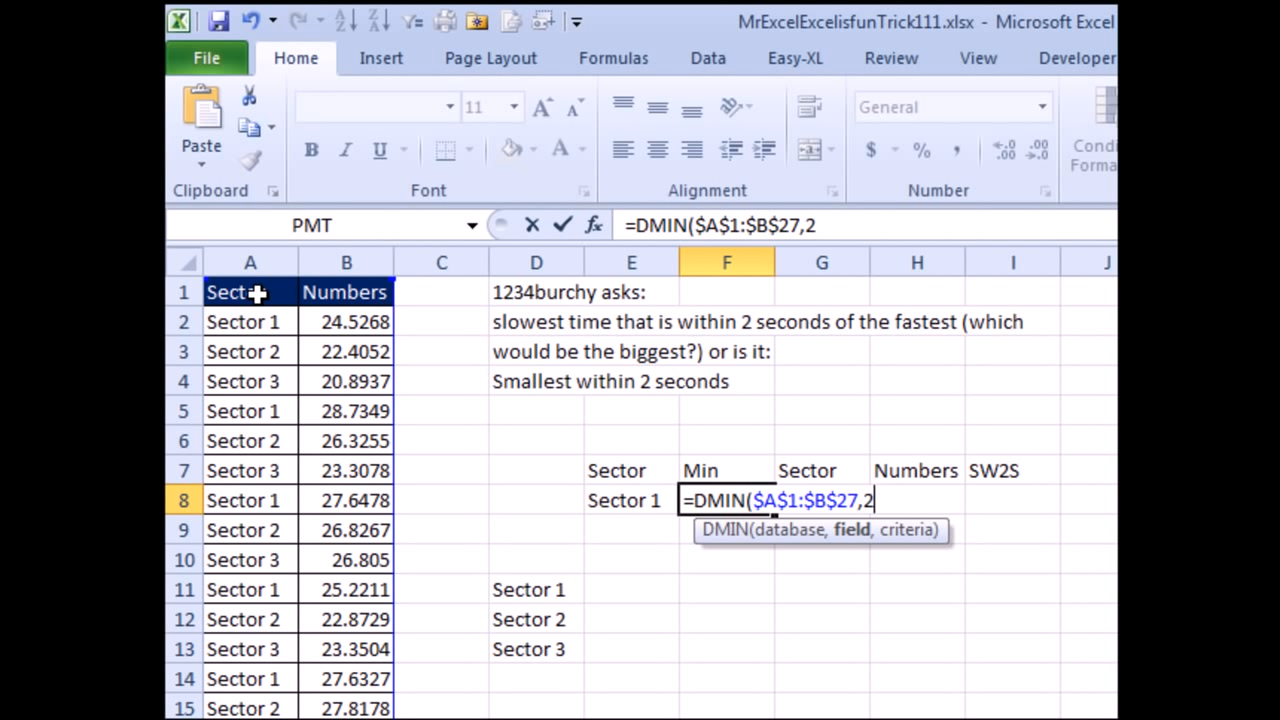 MrExcelExcelisfunTrick111.xlsx - Microsoft Excel
File Home Insert Page Layout Formulas Data Easy-XL Review View Developer
11 General
Paste B I U A $ % , Condi
Forma
Clipboard Font Alignment Number
PMT fx =DMIN($A$1:$B$27,2
A B C D E F G H I J
1 Sect Numbers 1234burchy asks:
2 Sector 1 24.5268 slowest time that is within 2 seconds of the fastest (which
3 Sector 2 22.4052 would be the biggest?) or is it:
4 Sector 3 20.8937 Smallest within 2 seconds
5 Sector 1 28.7349
6 Sector 2 26.3255
7 Sector 3 23.3078 Sector Min Sector Numbers SW2S
8 Sector 1 27.6478 Sector 1 =DMIN($A$1:$B$27,2
9 Sector 2 26.8267 DMIN(database, field, criteria)
10 Sector 3 26.805
11 Sector 1 25.2211 Sector 1
12 Sector 2 22.8729 Sector 2
13 Sector 3 23.3504 Sector 3
14 Sector 1 27.6327
15 Sector 2 27.8178